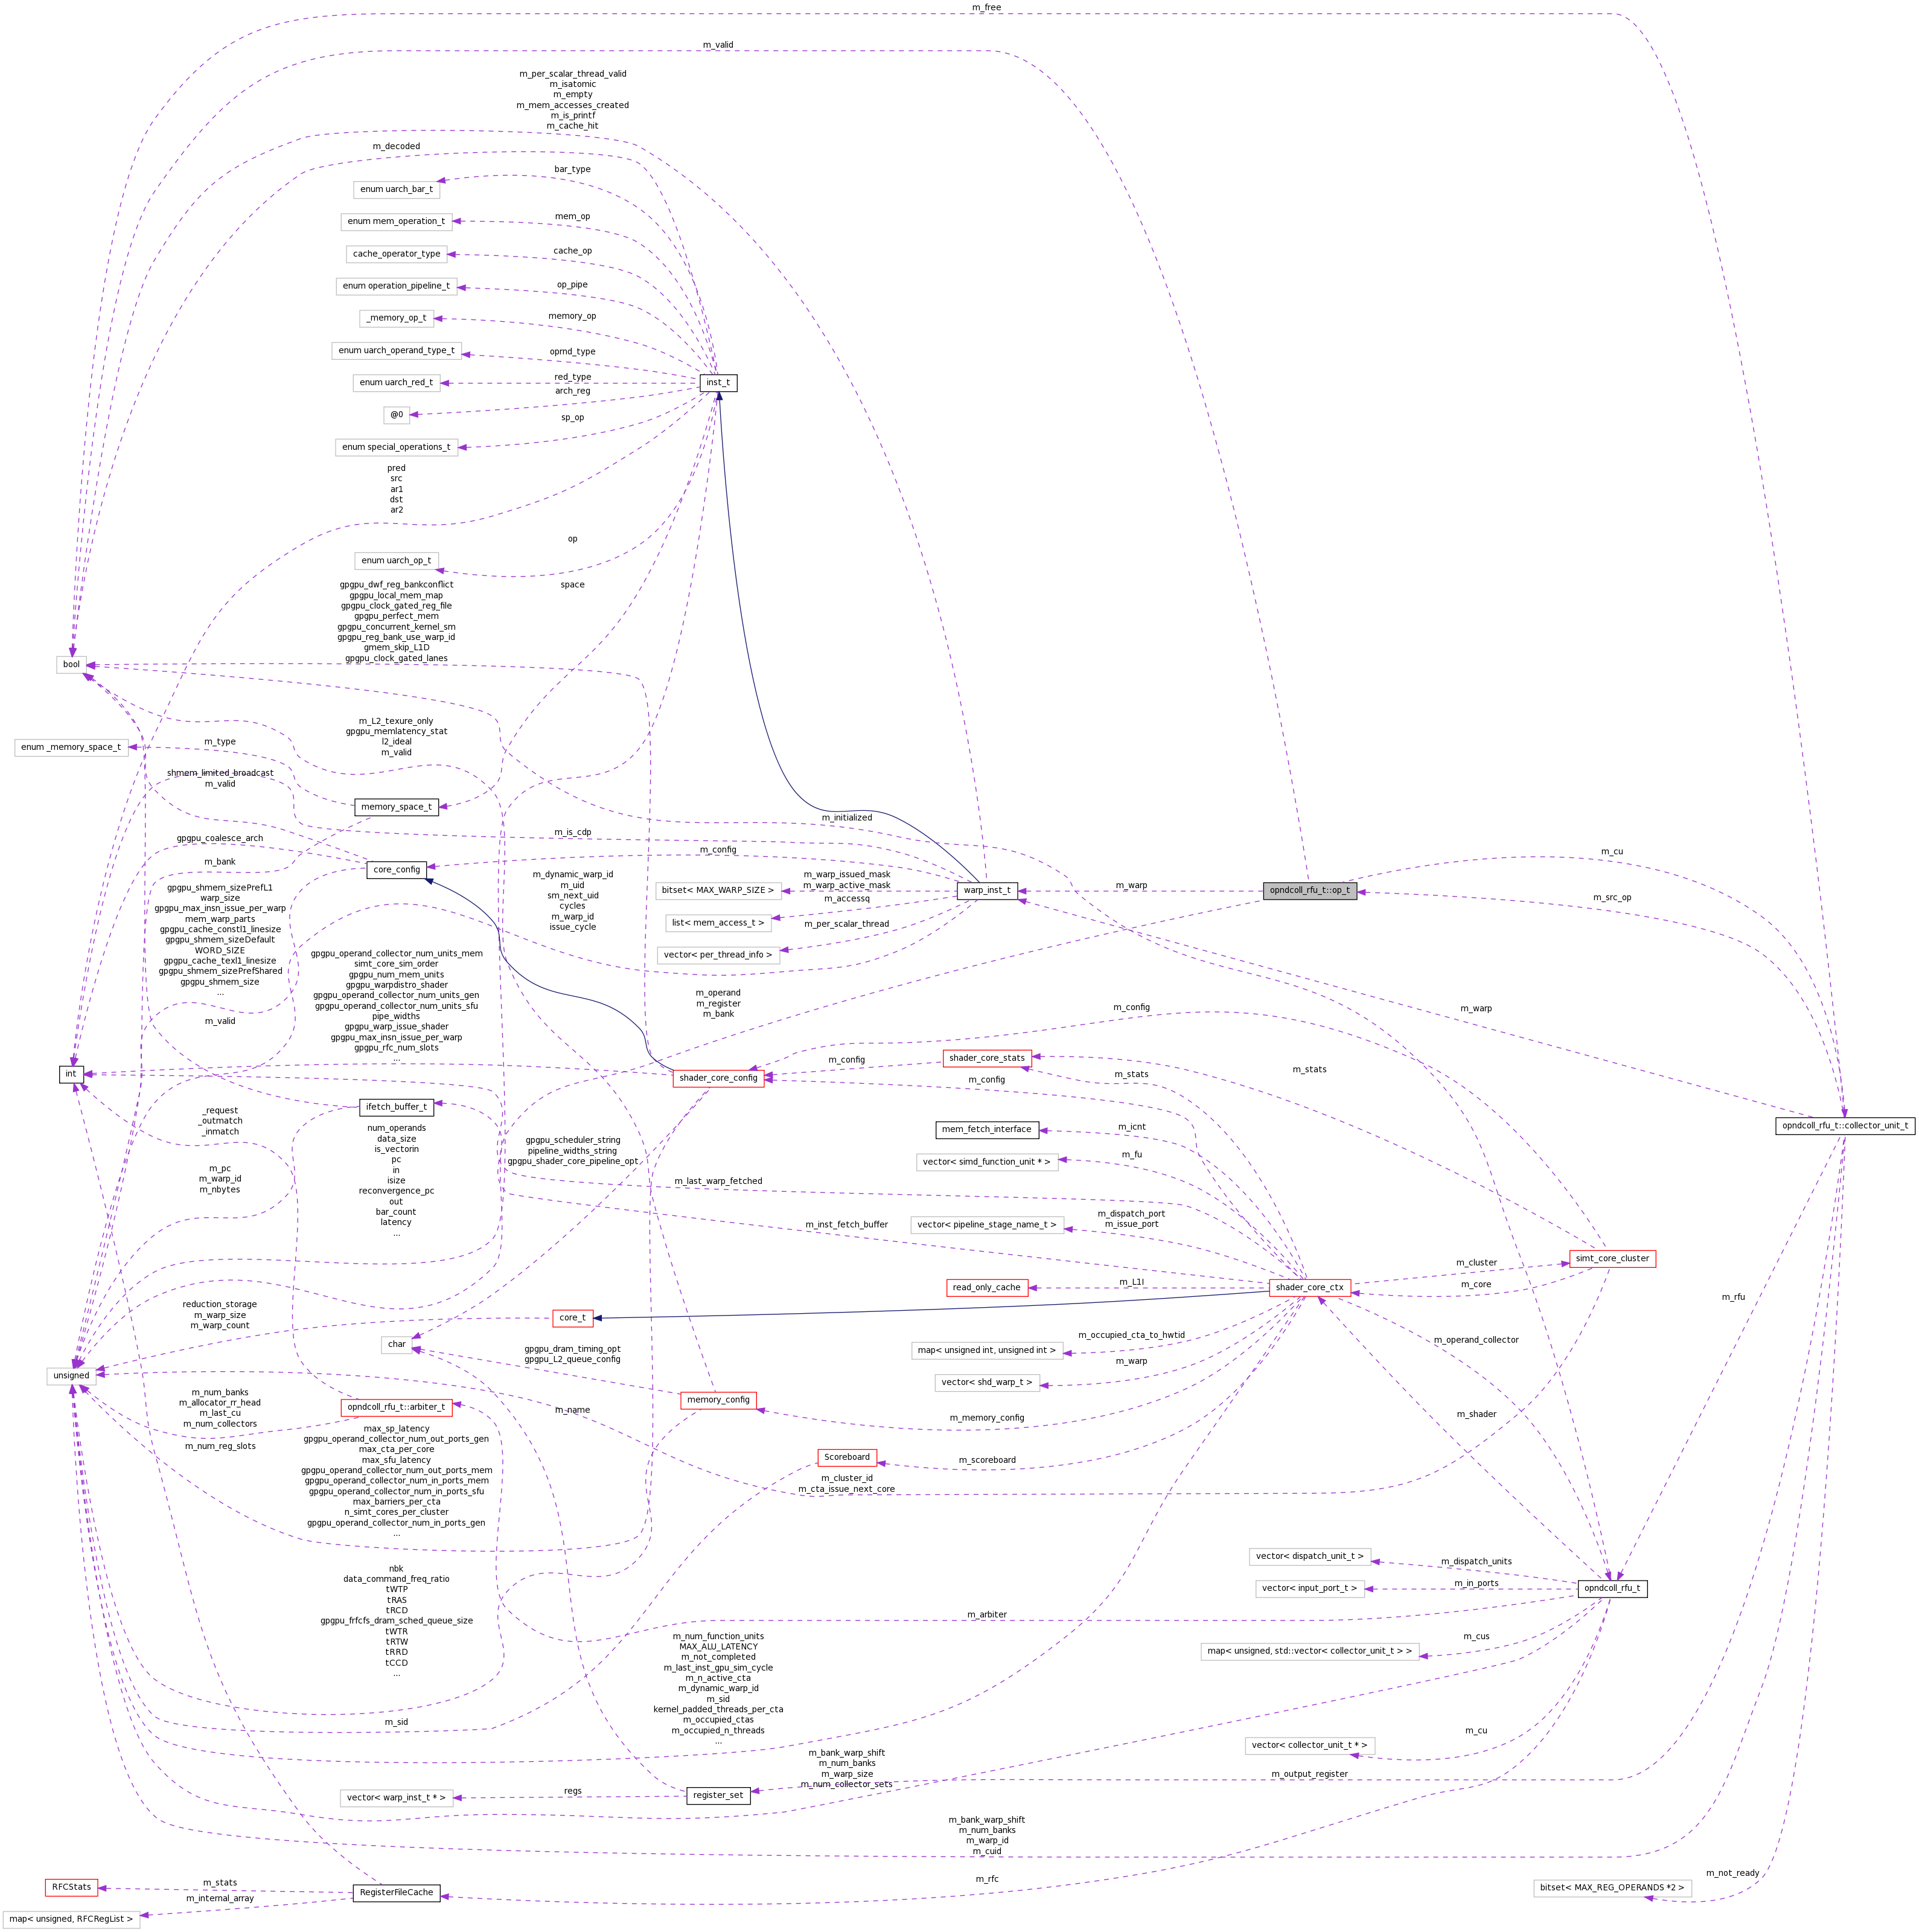 m_free
m_valid
m_per_scalar_thread_valid
m_isatomic
m_empty
m_mem_accesses_created
m_is_printf
m_cache_hit
m_decoded
bar_type
enum uarch_bar_t
mem_op
enum mem_operation_t
cache_op
cache_operator_type
op_pipe
enum operation_pipeline_t
memory_op
_memory_op_t
oprnd_type
enum uarch_operand_type_t
red_type
enum uarch_red_t
inst_t
arch_reg
@0
sp_op
enum special_operations_t
pred
src
ar1
dst
ar2
op
enum uarch_op_t
space
gpgpu_dwf_reg_bankconflict
gpgpu_local_mem_map
gpgpu_clock_gated_reg_file
gpgpu_perfect_mem
gpgpu_concurrent_kernel_sm
gpgpu_reg_bank_use_warp_id
gmem_skip_L1D
gpgpu_clock_gated_lanes
bool
m_L2_texure_only
gpgpu_memlatency_stat
l2_ideal
m_valid
m_type
enum _memory_space_t
shmem_limited_broadcast
m_valid
memory_space_t
m_initialized
m_is_cdp
gpgpu_coalesce_arch
m_config
m_cu
m_bank
core_config
m_dynamic_warp_id
m_uid
sm_next_uid
cycles
m_warp_id
issue_cycle
m_warp_issued_mask
m_warp_active_mask
bitset< MAX_WARP_SIZE >
warp_inst_t
m_warp
opndcoll_rfu_t::op_t
m_src_op
m_accessq
list< mem_access_t >
m_per_scalar_thread
vector< per_thread_info >
gpgpu_shmem_sizePrefL1
warp_size
gpgpu_max_insn_issue_per_warp
mem_warp_parts
gpgpu_cache_constl1_linesize
gpgpu_shmem_sizeDefault
WORD_SIZE
gpgpu_cache_texl1_linesize
gpgpu_shmem_sizePrefShared
gpgpu_shmem_size
...
gpgpu_operand_collector_num_units_mem
simt_core_sim_order
gpgpu_num_mem_units
gpgpu_warpdistro_shader
gpgpu_operand_collector_num_units_gen
gpgpu_operand_collector_num_units_sfu
pipe_widths
gpgpu_warp_issue_shader
gpgpu_max_insn_issue_per_warp
gpgpu_rfc_num_slots
...
m_operand
m_register
m_bank
m_config
m_warp
m_valid
int
shader_core_config
m_config
shader_core_stats
m_config
m_stats
m_stats
ifetch_buffer_t
_request
_outmatch
_inmatch
num_operands
data_size
is_vectorin
pc
in
isize
reconvergence_pc
out
bar_count
latency
...
gpgpu_scheduler_string
pipeline_widths_string
gpgpu_shader_core_pipeline_opt
mem_fetch_interface
m_icnt
opndcoll_rfu_t::collector_unit_t
m_fu
vector< simd_function_unit * >
m_pc
m_warp_id
m_nbytes
m_last_warp_fetched
m_inst_fetch_buffer
vector< pipeline_stage_name_t >
m_dispatch_port
m_issue_port
m_cluster
simt_core_cluster
m_core
read_only_cache
m_L1I
shader_core_ctx
m_rfu
reduction_storage
m_warp_size
m_warp_count
core_t
char
m_occupied_cta_to_hwtid
map< unsigned int, unsigned int >
m_operand_collector
gpgpu_dram_timing_opt
gpgpu_L2_queue_config
m_warp
vector< shd_warp_t >
unsigned
m_num_banks
m_allocator_rr_head
m_last_cu
m_num_collectors
opndcoll_rfu_t::arbiter_t
memory_config
m_name
m_memory_config
m_shader
m_num_reg_slots
max_sp_latency
gpgpu_operand_collector_num_out_ports_gen
max_cta_per_core
max_sfu_latency
gpgpu_operand_collector_num_out_ports_mem
gpgpu_operand_collector_num_in_ports_mem
gpgpu_operand_collector_num_in_ports_sfu
max_barriers_per_cta
n_simt_cores_per_cluster
gpgpu_operand_collector_num_in_ports_gen
...
Scoreboard
m_scoreboard
m_cluster_id
m_cta_issue_next_core
nbk
data_command_freq_ratio
tWTP
tRAS
tRCD
gpgpu_frfcfs_dram_sched_queue_size
tWTR
tRTW
tRRD
tCCD
...
vector< dispatch_unit_t >
m_dispatch_units
vector< input_port_t >
m_in_ports
opndcoll_rfu_t
m_arbiter
m_cus
map< unsigned, std::vector< collector_unit_t > >
m_num_function_units
MAX_ALU_LATENCY
m_not_completed
m_last_inst_gpu_sim_cycle
m_n_active_cta
m_dynamic_warp_id
m_sid
kernel_padded_threads_per_cta
m_occupied_ctas
m_occupied_n_threads
...
m_sid
m_cu
vector< collector_unit_t * >
m_bank_warp_shift
m_num_banks
m_warp_size
m_num_collector_sets
m_output_register
regs
vector< warp_inst_t * >
register_set
m_bank_warp_shift
m_num_banks
m_warp_id
m_cuid
m_not_ready
m_rfc
m_stats
RFCStats
m_internal_array
RegisterFileCache
bitset< MAX_REG_OPERANDS *2 >
map< unsigned, RFCRegList >